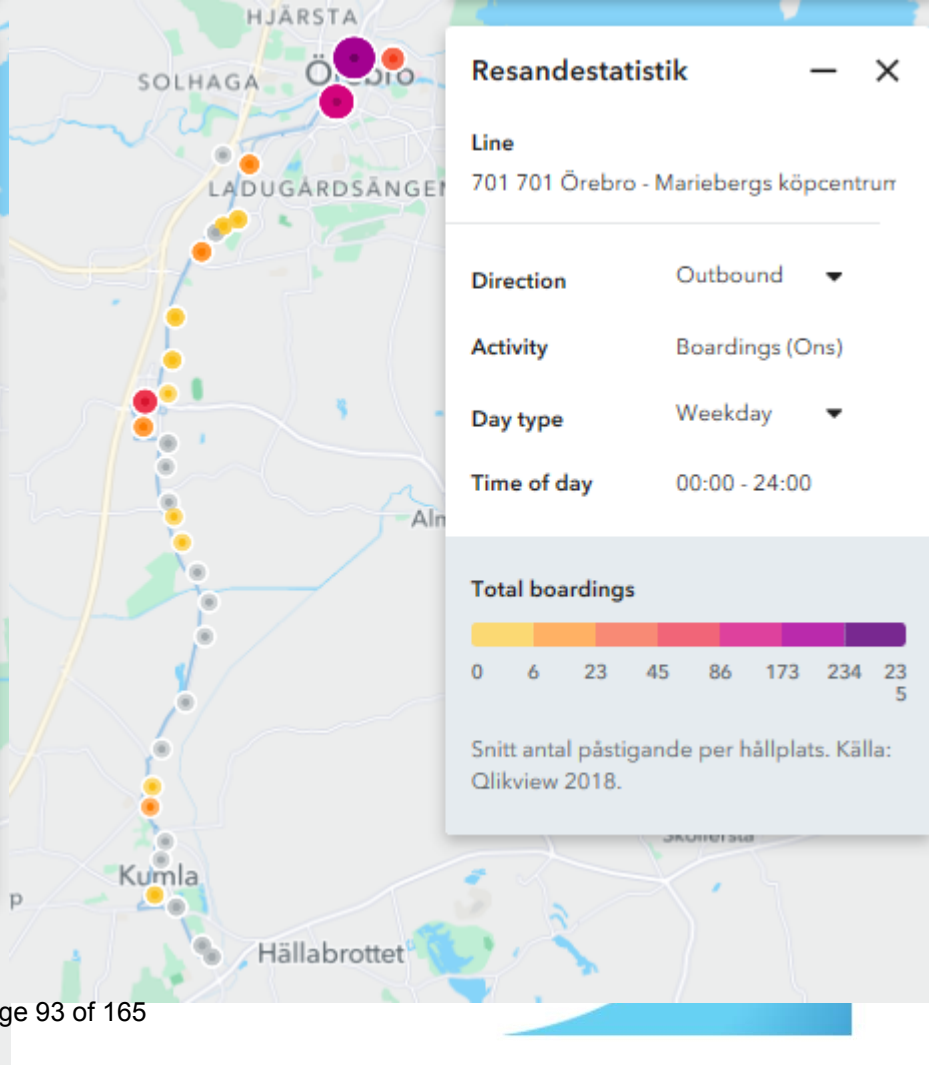 HJÄRSTA
SOLHAGA
Örebro
LADUGÅRDSÄNGEN
Kumla
Hällabrottet
Resandestatistik
Line
701 701 Örebro - Mariebergs köpcentrum
Direction Outbound
Activity Boardings (Ons)
Day type Weekday
Time of day 00:00 - 24:00
Total boardings
0 6 23 45 86 173 234 23
5
Snitt antal påstigande per hållplats. Källa:
Qlikview 2018.
ge 93 of 165